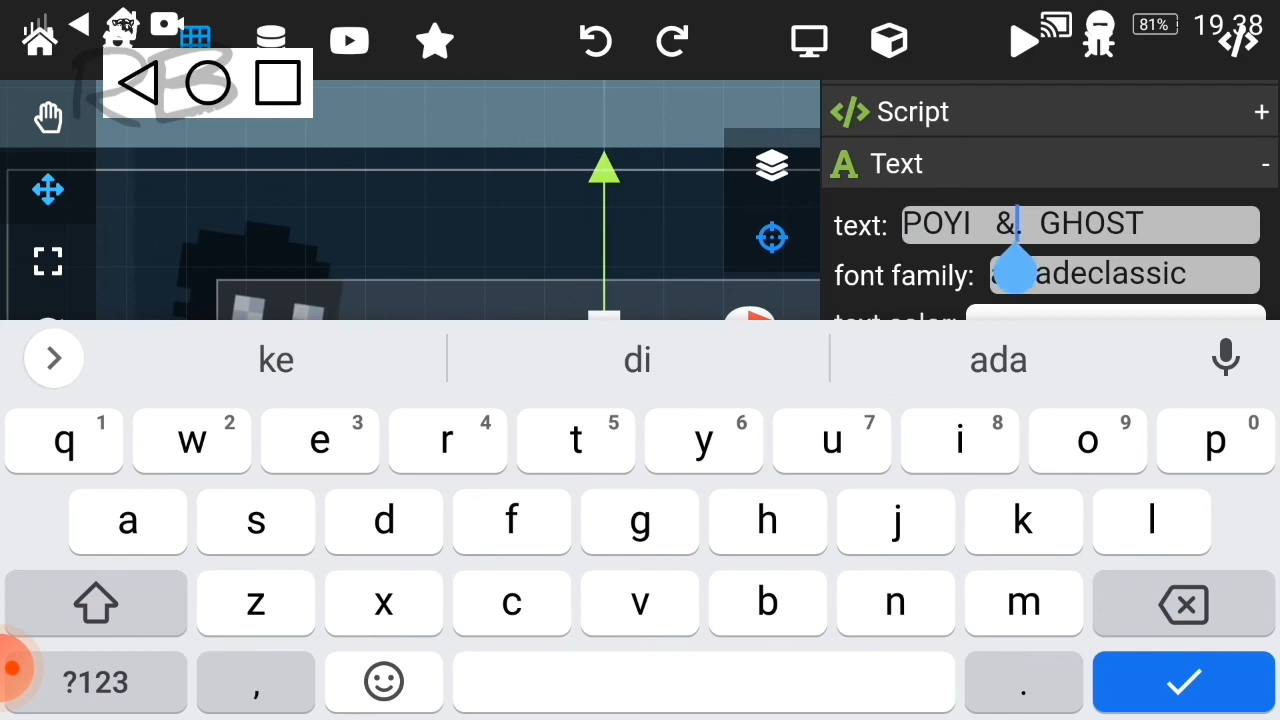 81% 19.38
RB
Script +
Text -
text: POYI &. GHOST
font family: adeclassic
ke di ada
q 1 w 2 e 3 r 4 t 5 y 6 u 7 i 8 o 9 p 0
a s d f g h j k l
z x c v b n m
?123 , .